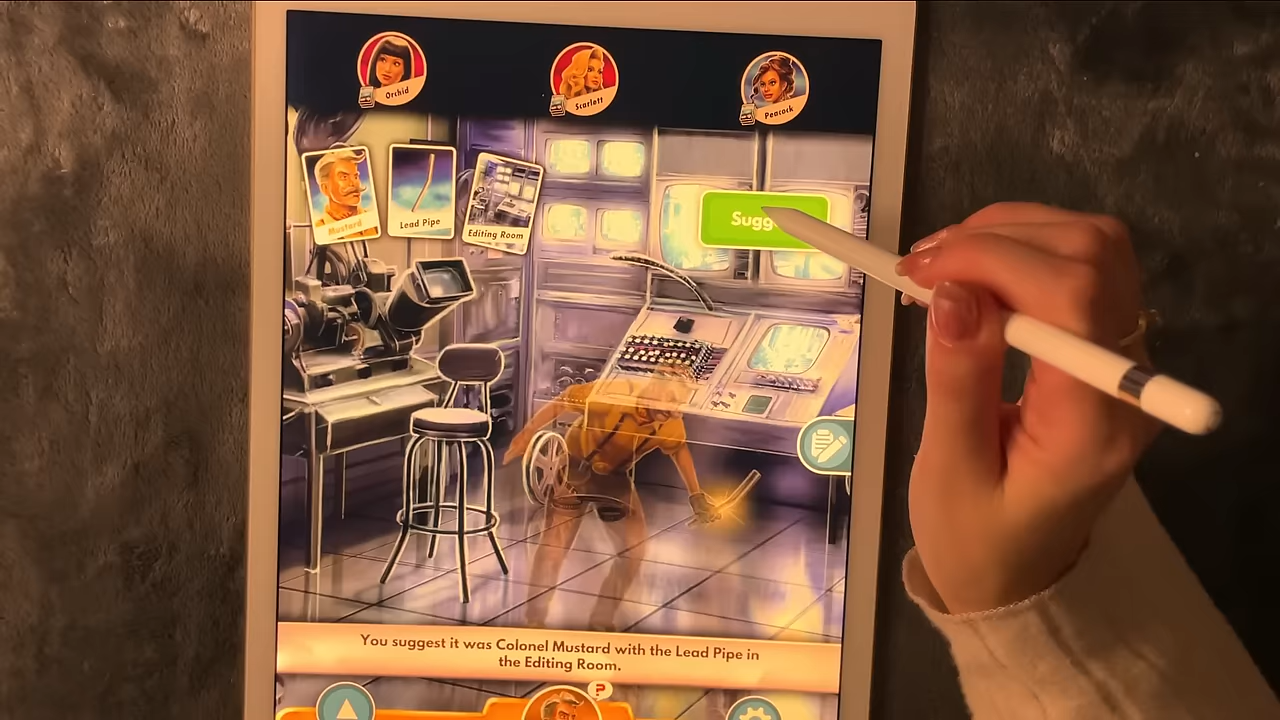 Orchid
Scarlett
Peacock
Mustard
Lead Pipe
Editing Room
Sugg
?
You suggest it was Colonel Mustard with the Lead Pipe in
the Editing Room.